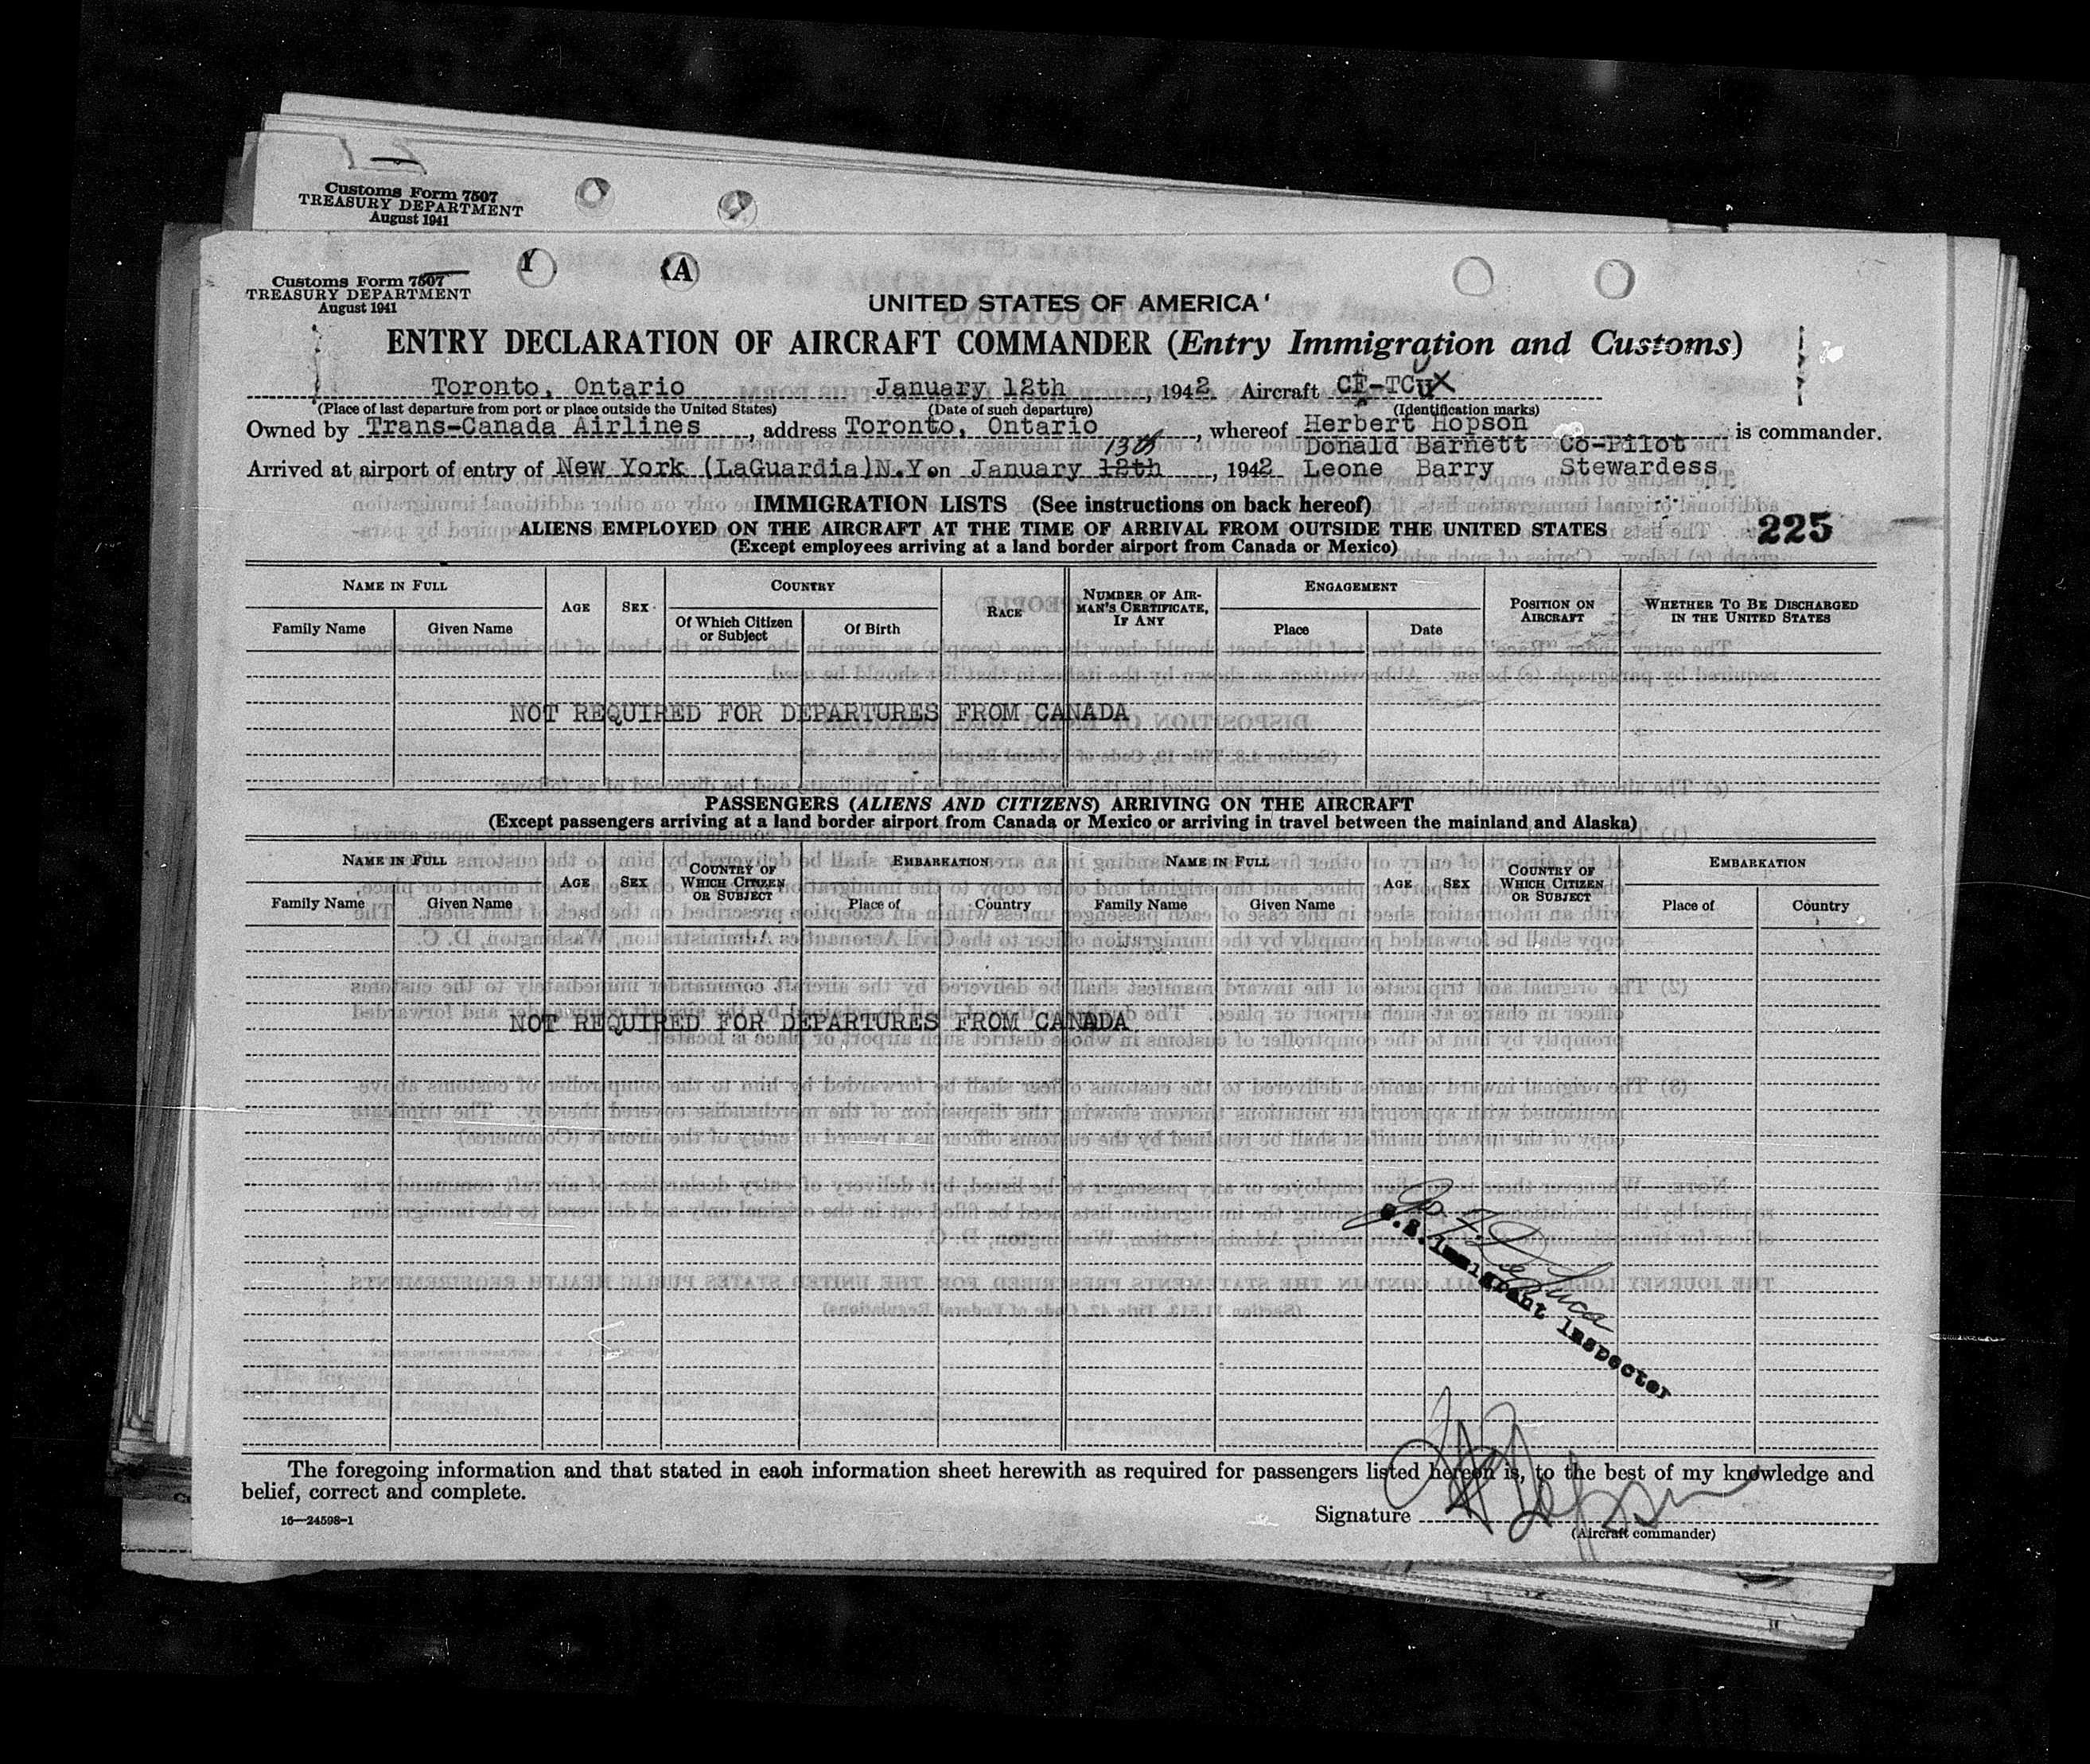 Customs Form 7507
TREASURY DEPARTMENT
August 1941
Customs Form 7507
TREASURY DEPARTMENT
August 1941
UNITED STATES OF AMERICA
ENTRY DECLARATION OF AIRCRAFT COMMANDER (Entry Immigration and Customs)
Toronto, Ontario January 12th, 1942 Aircraft
(Place of last departure from port or place outside the United States) (Date of such departure) (Identification marks)
Owned by Trans-Canada Airlines, address Toronto, Ontario, whereof Herbert Hopson is commander.
Donald Barnett Co-Pilot
13th
Arrived at airport of entry of New York (LaGuardia)N.Y. on January 12th, 1942 Leone Barry Stewardess
IMMIGRATION LISTS (See instructions on back hereof)
ALIENS EMPLOYED ON THE AIRCRAFT AT THE TIME OF ARRIVAL FROM OUTSIDE THE UNITED STATES 225
(Except employees arriving at a land border airport from Canada or Mexico)
NAME IN FULL AGE SEX COUNTRY RACE NUMBER OF AIRMAN'S CERTIFICATE, IF ANY ENGAGEMENT POSITION ON AIRCRAFT WHETHER TO BE DISCHARGED IN THE UNITED STATES
Family Name Given Name Of Which Citizen or Subject Of Birth Place Date
NOT REQUIRED FOR DEPARTURES FROM CANADA
PASSENGERS (ALIENS AND CITIZENS) ARRIVING ON THE AIRCRAFT
(Except passengers arriving at a land border airport from Canada or Mexico or arriving in travel between the mainland and Alaska)
NAME IN FULL AGE SEX COUNTRY OF WHICH CITIZEN OR SUBJECT EMBARKATION NAME IN FULL AGE SEX COUNTRY OF WHICH CITIZEN OR SUBJECT EMBARKATION
Family Name Given Name Place of Country Family Name Given Name Place of Country
NOT REQUIRED FOR DEPARTURES FROM CANADA
U.S. Immigrant Inspector
The foregoing information and that stated in each information sheet herewith as required for passengers listed hereon is, to the best of my knowledge and
belief, correct and complete.
16—24598-1
Signature
(Aircraft commander)